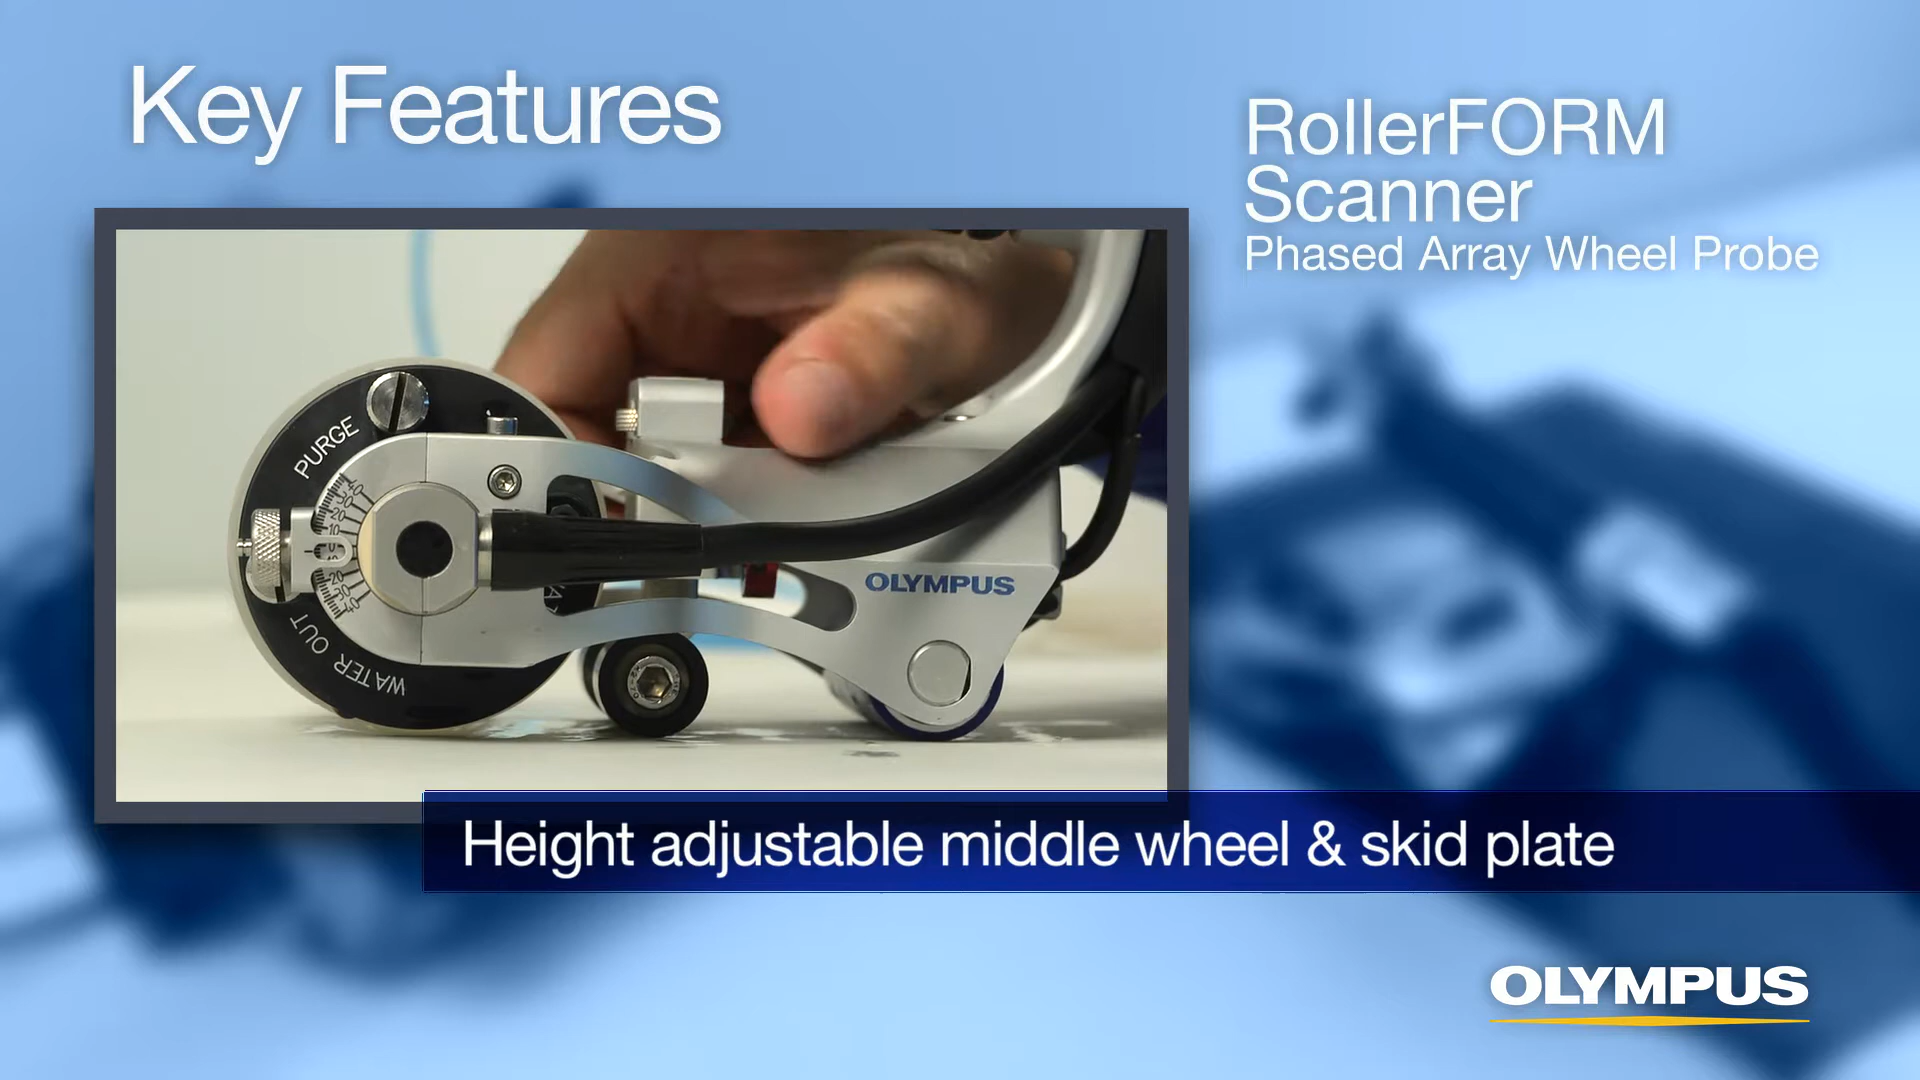 Key Features
RollerFORM
Scanner
Phased Array Wheel Probe
PURGE
WATER OUT
OLYMPUS
Height adjustable middle wheel & skid plate
OLYMPUS